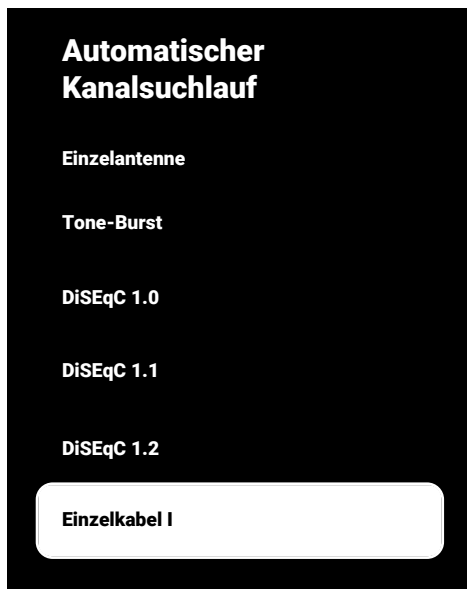 Automatischer
Kanalsuchlauf
Einzelantenne
Tone-Burst
DiSEqC 1.0
DiSEqC 1.1
DiSEqC 1.2
Einzelkabel I